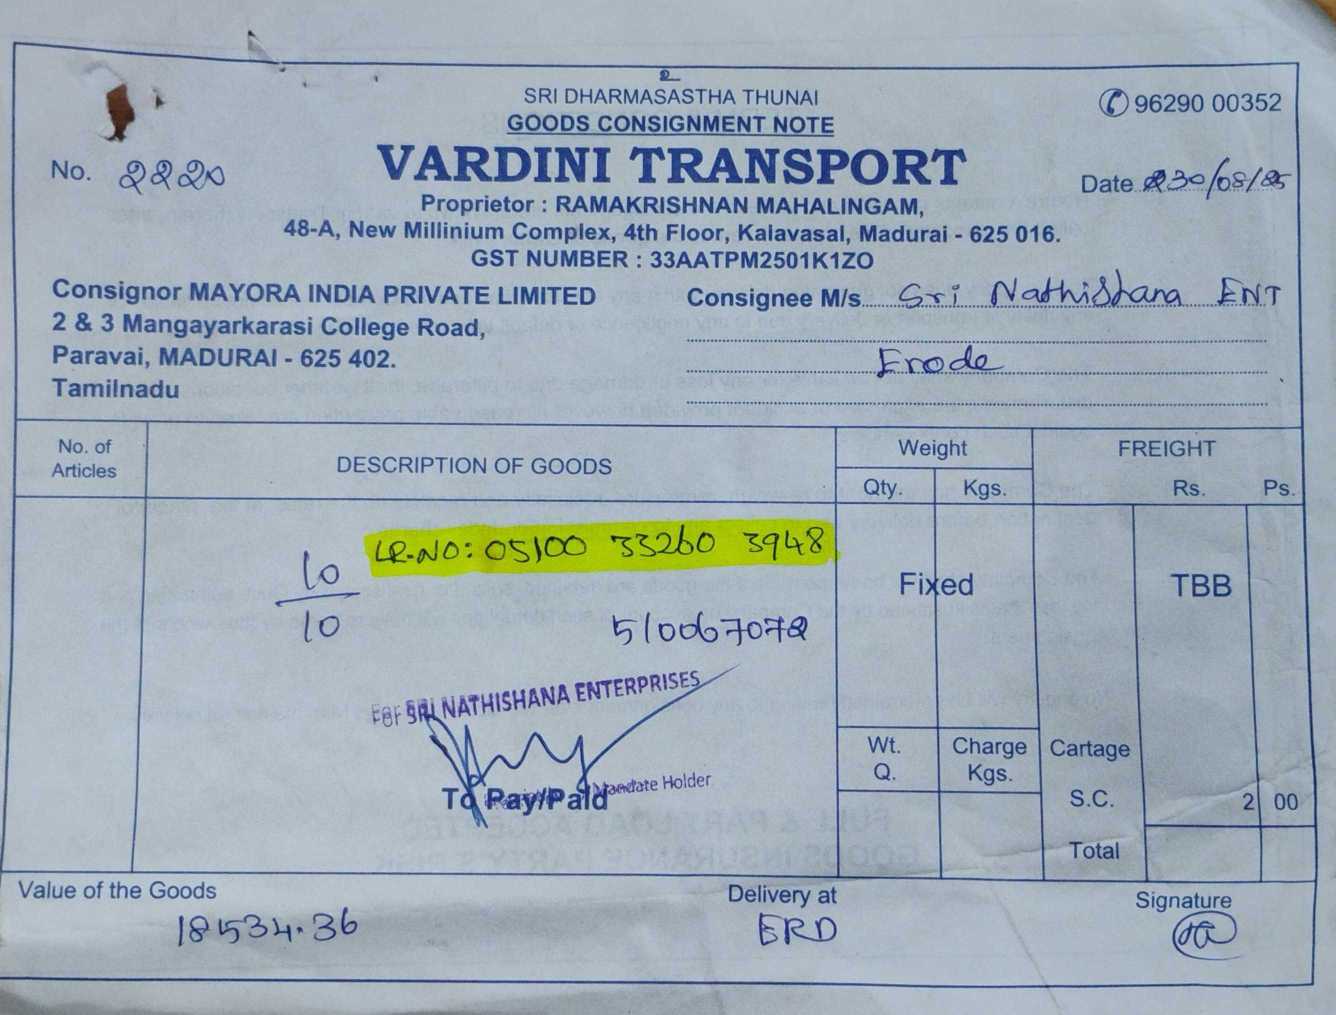 SRI DHARMASASTHA THUNAI
96290 00352
GOODS CONSIGNMENT NOTE
No. 2220
VARDINI TRANSPORT
Date 30/08/25
Proprietor : RAMAKRISHNAN MAHALINGAM,
48-A, New Millinium Complex, 4th Floor, Kalavasal, Madurai - 625 016.
GST NUMBER : 33AATPM2501K1ZO
Consignor MAYORA INDIA PRIVATE LIMITED
2 & 3 Mangayarkarasi College Road,
Paravai, MADURAI - 625 402.
Tamilnadu
Consignee M/s. Sri Nathishana ENT
Erode
No. of Articles
DESCRIPTION OF GOODS
Weight
Qty. Kgs.
FREIGHT
Rs. Ps.
LR-NO: 05100 33260 3948
10
10
510067072
Fixed
TBB
For SRI NATHISHANA ENTERPRISES
Mandate Holder
To Pay/Paid
Wt. Q.
Charge Kgs.
Cartage
S.C. 2 00
Total
Value of the Goods
18534.36
Delivery at
ERD
Signature